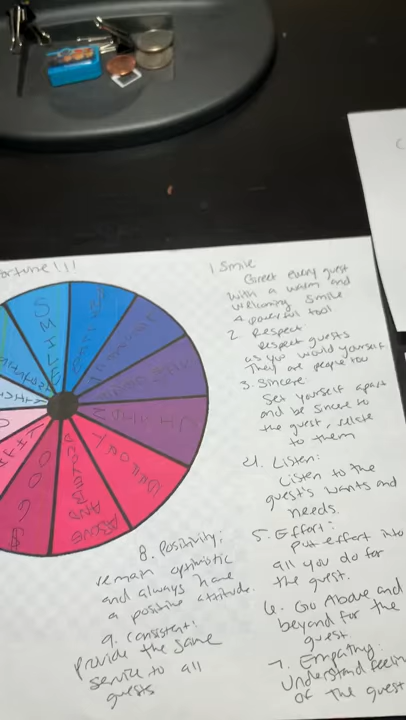 ortune!!!
SMILE
EFFORT
ABOVE
AND
1 Smile
Greet every guest
with a warm and
welcoming smile
A powerful tool
2. Respect:
Respect guests
as you would yourself
They are people too
3. Sincere:
Set yourself apart
and be sincere to
the guest, relate
to them
4. Listen:
Listen to the
guest's wants and
needs.
5. Effort:
put effort into
all you do for
the guest.
6. Go Above and
beyond for the
guest.
7. Empathy:
Understand feelin
of the guest
8. Positivity:
remain optimistic
and always have
a positive attitude.
9. Consistent:
Provide the same
service to all
guests